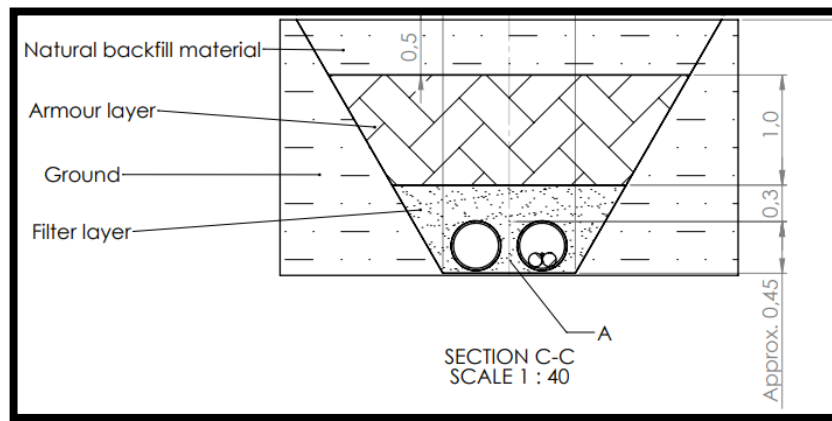 Natural backfill material
0,5
Armour layer
1,0
Ground
0,3
Filter layer
A
Approx. 0,45
SECTION C-C
SCALE 1 : 40